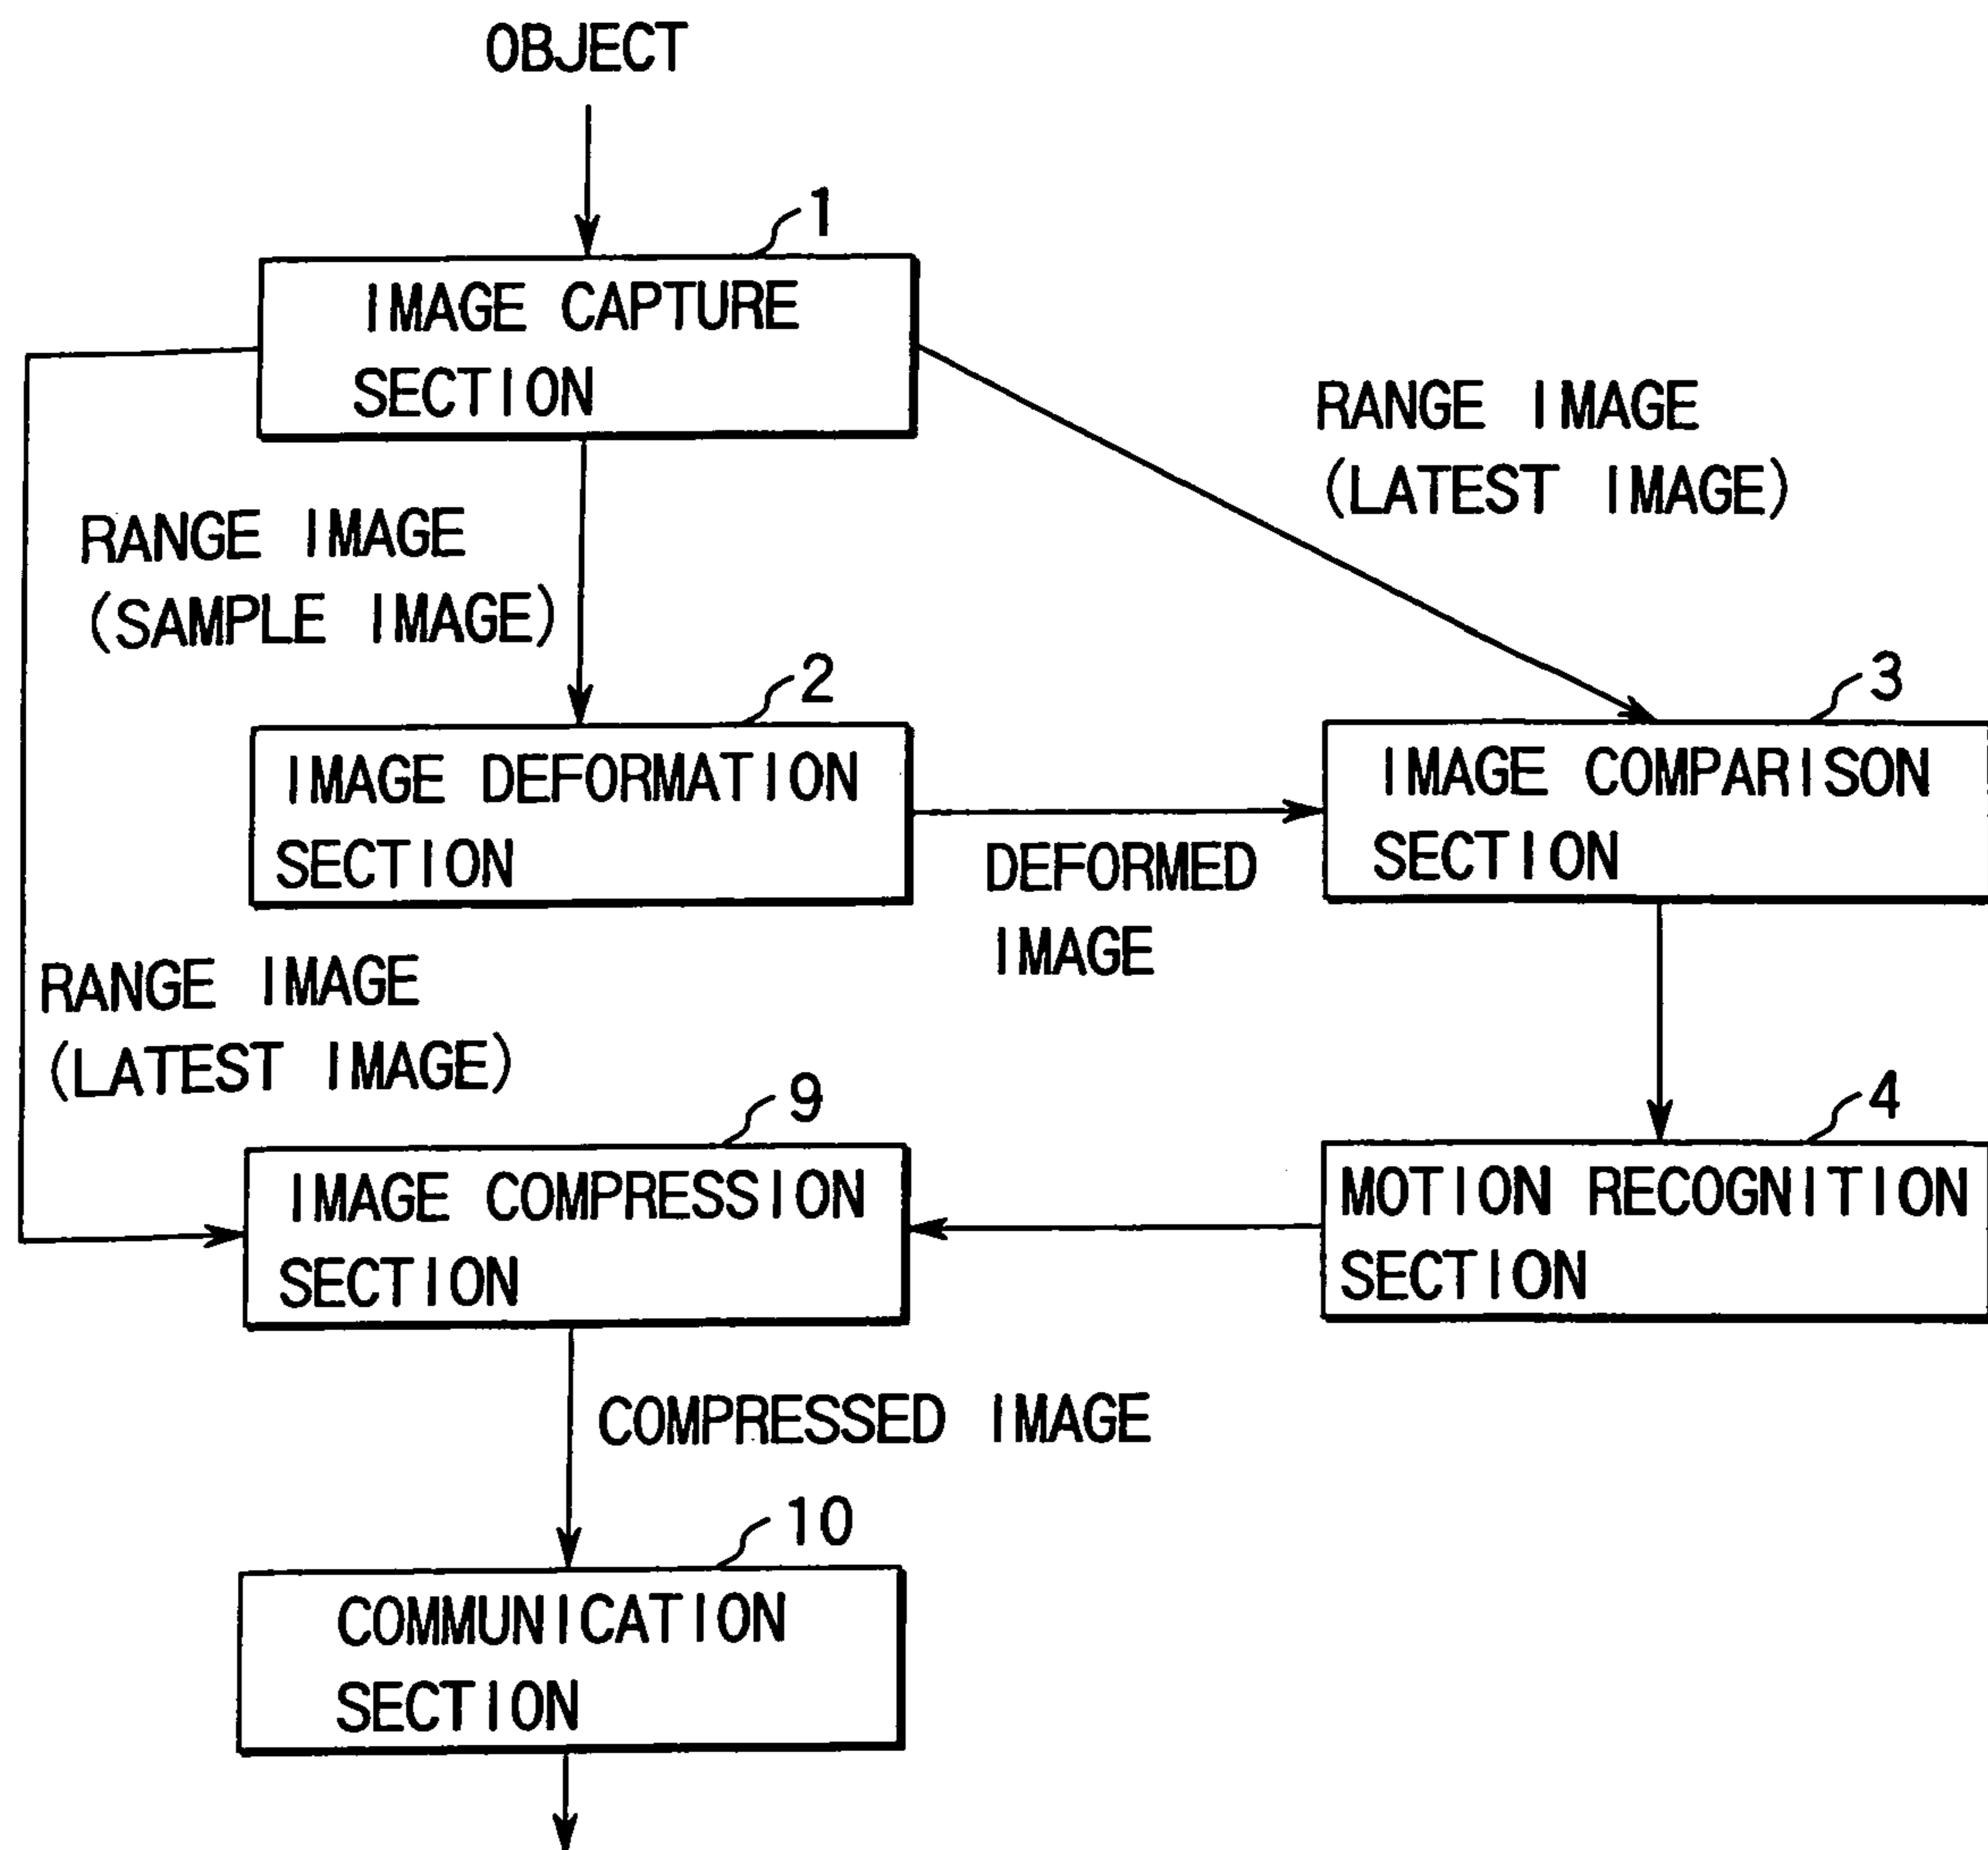 OBJECT
1
IMAGE CAPTURE
SECTION
RANGE IMAGE
(LATEST IMAGE)
RANGE IMAGE
(SAMPLE IMAGE)
2
3
IMAGE DEFORMATION
SECTION
IMAGE COMPARISON
SECTION
DEFORMED
IMAGE
RANGE IMAGE
(LATEST IMAGE)
9
4
IMAGE COMPRESSION
SECTION
MOTION RECOGNITION
SECTION
COMPRESSED IMAGE
10
COMMUNICATION
SECTION